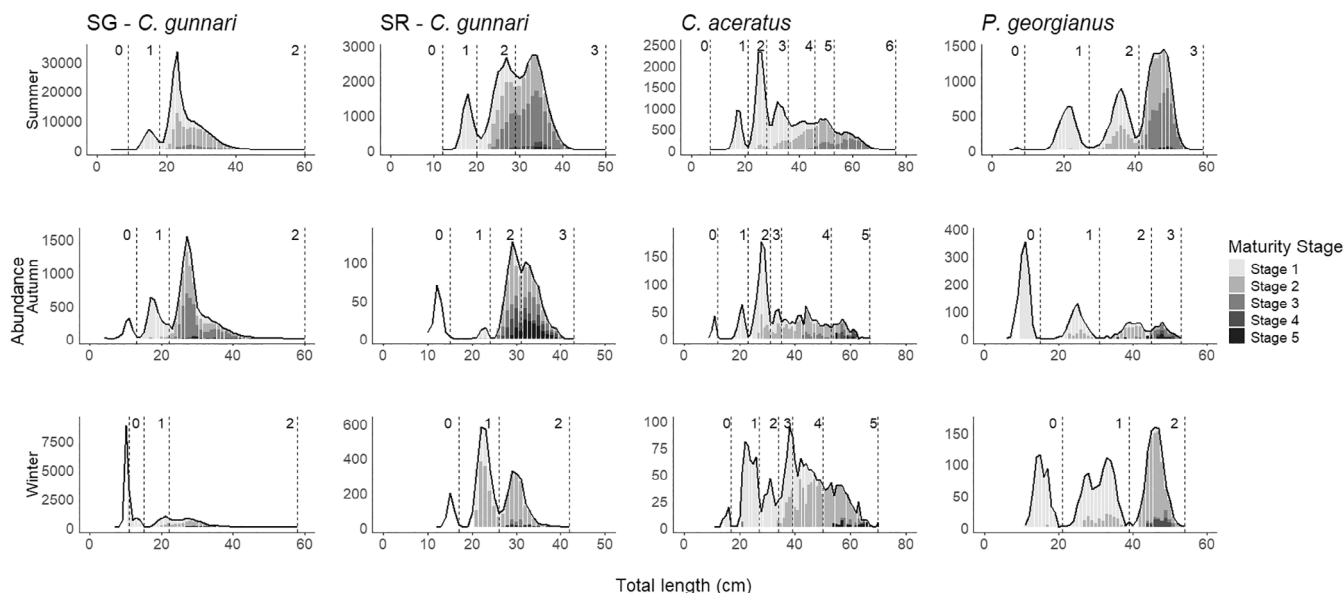 SG - C. gunnari
SR - C. gunnari
C. aceratus
P. georgianus
Summer
30000
20000
10000
0
0 1 2
0 20 40 60
3000
2000
1000
0
0 1 2 3
0 10 20 30 40 50
2500
2000
1500
1000
500
0
0 1 2 3 4 5 6
0 20 40 60 80
1500
1000
500
0
0 1 2 3
0 20 40 60
Abundance
Autumn
1500
1000
500
0
0 1 2
0 20 40 60
100
50
0
0 1 2 3
0 10 20 30 40 50
150
100
50
0
0 1 2 3 4 5
0 20 40 60 80
400
300
200
100
0
0 1 2 3
0 20 40 60
Maturity Stage
Stage 1
Stage 2
Stage 3
Stage 4
Stage 5
Winter
7500
5000
2500
0
0 1 2
0 20 40 60
600
400
200
0
0 1 2
0 10 20 30 40 50
100
75
50
25
0
0 1 2 3 4 5
0 20 40 60 80
150
100
50
0
0 1 2
0 20 40 60
Total length (cm)